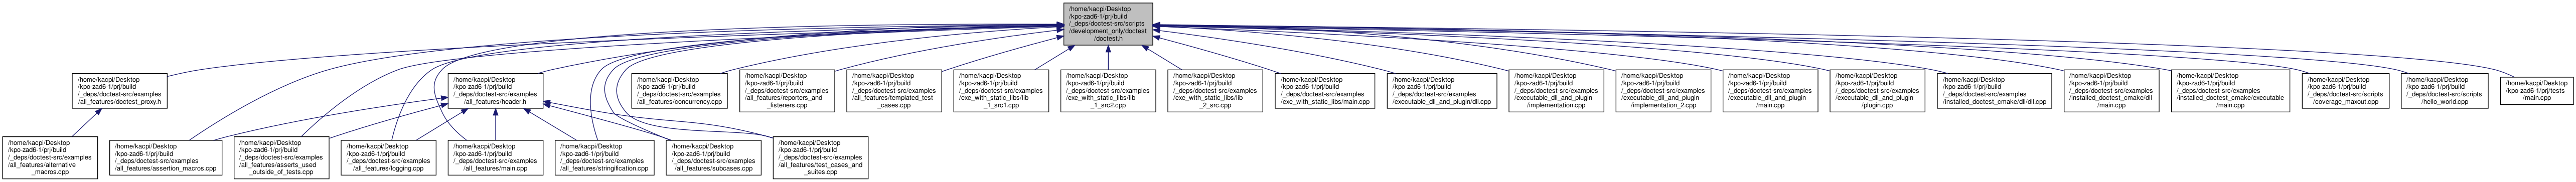 /home/kacpi/Desktop
/kpo-zad6-1/prj/build
/_deps/doctest-src/scripts
/development_only/doctest
/doctest.h
/home/kacpi/Desktop
/kpo-zad6-1/prj/build
/_deps/doctest-src/examples
/all_features/doctest_proxy.h
/home/kacpi/Desktop
/kpo-zad6-1/prj/build
/_deps/doctest-src/examples
/all_features/header.h
/home/kacpi/Desktop
/kpo-zad6-1/prj/build
/_deps/doctest-src/examples
/all_features/concurrency.cpp
/home/kacpi/Desktop
/kpo-zad6-1/prj/build
/_deps/doctest-src/examples
/all_features/reporters_and
_listeners.cpp
/home/kacpi/Desktop
/kpo-zad6-1/prj/build
/_deps/doctest-src/examples
/all_features/templated_test
_cases.cpp
/home/kacpi/Desktop
/kpo-zad6-1/prj/build
/_deps/doctest-src/examples
/exe_with_static_libs/lib
_1_src1.cpp
/home/kacpi/Desktop
/kpo-zad6-1/prj/build
/_deps/doctest-src/examples
/exe_with_static_libs/lib
_1_src2.cpp
/home/kacpi/Desktop
/kpo-zad6-1/prj/build
/_deps/doctest-src/examples
/exe_with_static_libs/lib
_2_src.cpp
/home/kacpi/Desktop
/kpo-zad6-1/prj/build
/_deps/doctest-src/examples
/exe_with_static_libs/main.cpp
/home/kacpi/Desktop
/kpo-zad6-1/prj/build
/_deps/doctest-src/examples
/executable_dll_and_plugin/dll.cpp
/home/kacpi/Desktop
/kpo-zad6-1/prj/build
/_deps/doctest-src/examples
/executable_dll_and_plugin
/implementation.cpp
/home/kacpi/Desktop
/kpo-zad6-1/prj/build
/_deps/doctest-src/examples
/executable_dll_and_plugin
/implementation_2.cpp
/home/kacpi/Desktop
/kpo-zad6-1/prj/build
/_deps/doctest-src/examples
/executable_dll_and_plugin
/main.cpp
/home/kacpi/Desktop
/kpo-zad6-1/prj/build
/_deps/doctest-src/examples
/executable_dll_and_plugin
/plugin.cpp
/home/kacpi/Desktop
/kpo-zad6-1/prj/build
/_deps/doctest-src/examples
/installed_doctest_cmake/dll/dll.cpp
/home/kacpi/Desktop
/kpo-zad6-1/prj/build
/_deps/doctest-src/examples
/installed_doctest_cmake/dll
/main.cpp
/home/kacpi/Desktop
/kpo-zad6-1/prj/build
/_deps/doctest-src/examples
/installed_doctest_cmake/executable
/main.cpp
/home/kacpi/Desktop
/kpo-zad6-1/prj/build
/_deps/doctest-src/scripts
/coverage_maxout.cpp
/home/kacpi/Desktop
/kpo-zad6-1/prj/build
/_deps/doctest-src/scripts
/hello_world.cpp
/home/kacpi/Desktop
/kpo-zad6-1/prj/tests
/main.cpp
/home/kacpi/Desktop
/kpo-zad6-1/prj/build
/_deps/doctest-src/examples
/all_features/alternative
_macros.cpp
/home/kacpi/Desktop
/kpo-zad6-1/prj/build
/_deps/doctest-src/examples
/all_features/assertion_macros.cpp
/home/kacpi/Desktop
/kpo-zad6-1/prj/build
/_deps/doctest-src/examples
/all_features/asserts_used
_outside_of_tests.cpp
/home/kacpi/Desktop
/kpo-zad6-1/prj/build
/_deps/doctest-src/examples
/all_features/logging.cpp
/home/kacpi/Desktop
/kpo-zad6-1/prj/build
/_deps/doctest-src/examples
/all_features/main.cpp
/home/kacpi/Desktop
/kpo-zad6-1/prj/build
/_deps/doctest-src/examples
/all_features/stringification.cpp
/home/kacpi/Desktop
/kpo-zad6-1/prj/build
/_deps/doctest-src/examples
/all_features/subcases.cpp
/home/kacpi/Desktop
/kpo-zad6-1/prj/build
/_deps/doctest-src/examples
/all_features/test_cases_and
_suites.cpp